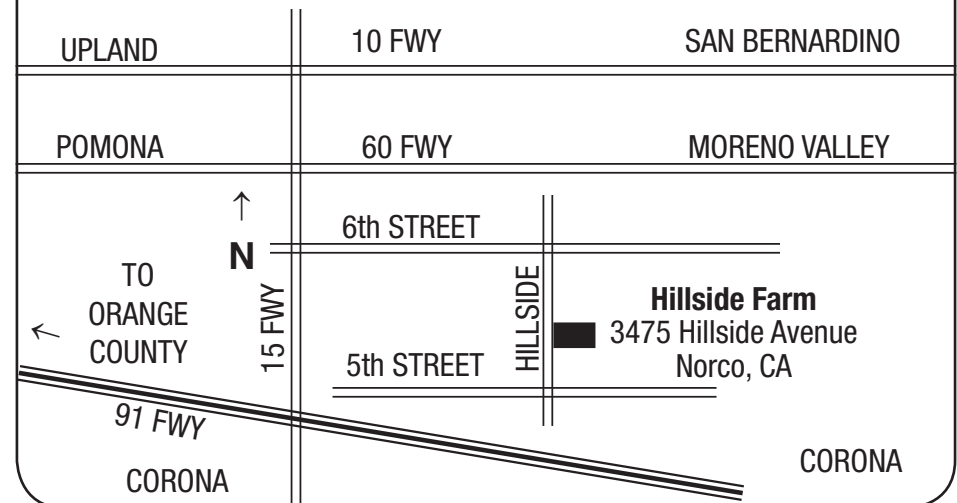 UPLAND
10 FWY
SAN BERNARDINO
POMONA
60 FWY
MORENO VALLEY
↑
N
6th STREET
TO
ORANGE
COUNTY
←
15 FWY
HILLSIDE
Hillside Farm
3475 Hillside Avenue
Norco, CA
5th STREET
91 FWY
CORONA
CORONA